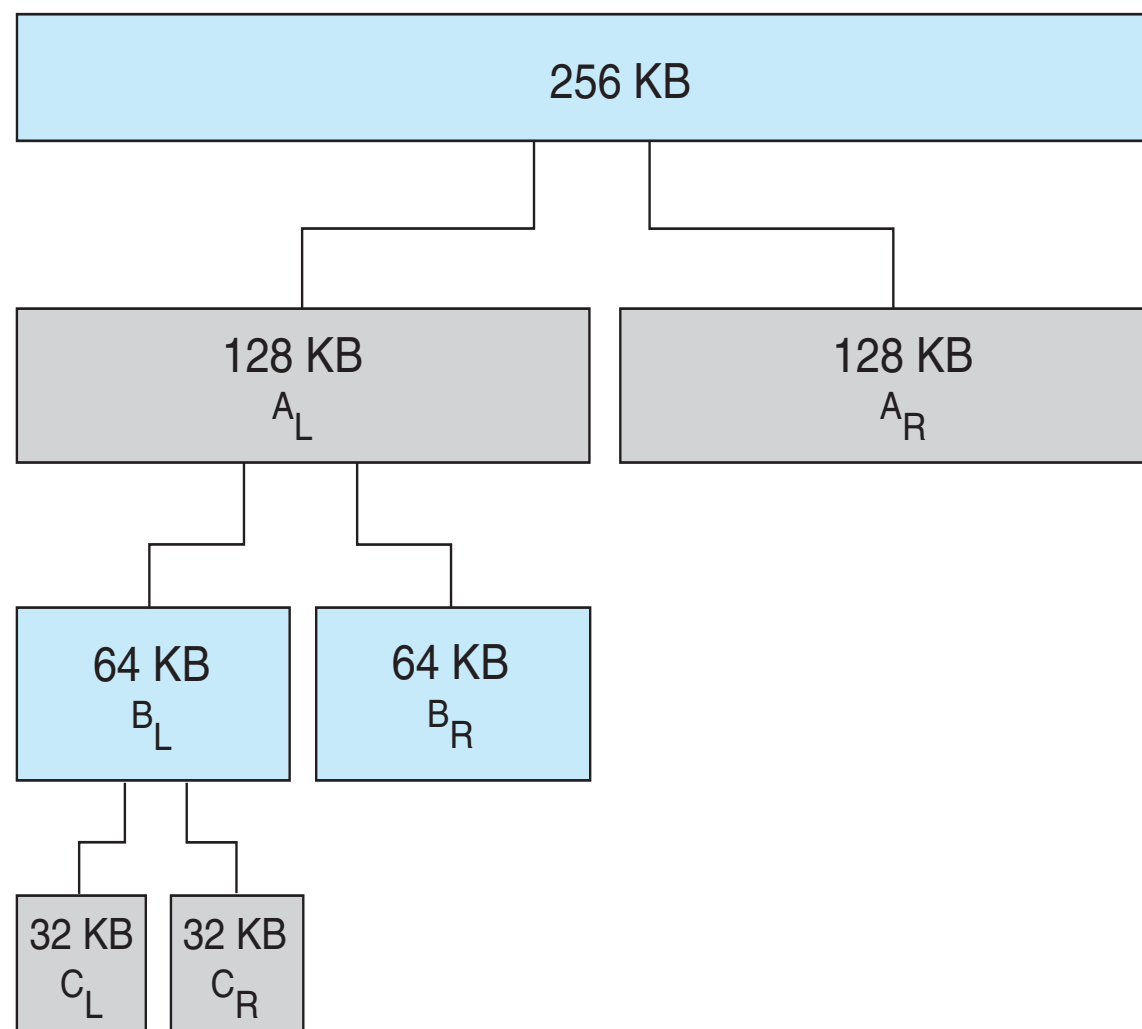 256 KB
128 KB
A_L
128 KB
A_R
64 KB
B_L
64 KB
B_R
32 KB
C_L
32 KB
C_R